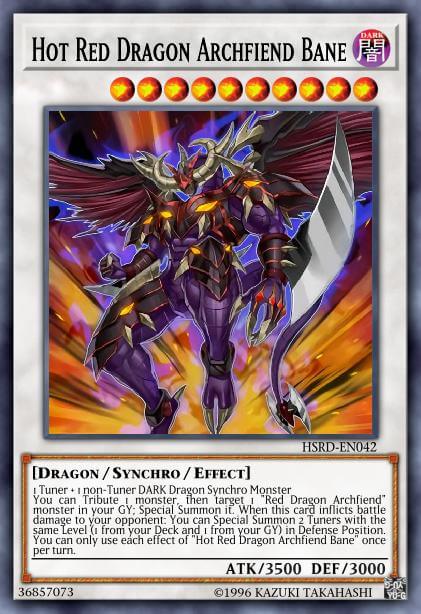 HOT RED DRAGON ARCHFIEND BANE
DARK
闇
HSRD-EN042
[DRAGON / SYNCHRO / EFFECT]
1 Tuner + 1 non-Tuner DARK Dragon Synchro Monster
You can Tribute 1 monster, then target 1 "Red Dragon Archfiend"
monster in your GY; Special Summon it. When this card inflicts battle
damage to your opponent: You can Special Summon 2 Tuners with the
same Level (1 from your Deck and 1 from your GY) in Defense Position.
You can only use each effect of "Hot Red Dragon Archfiend Bane" once
per turn.
ATK/3500 DEF/3000
36857073
©1996 KAZUKI TAKAHASHI